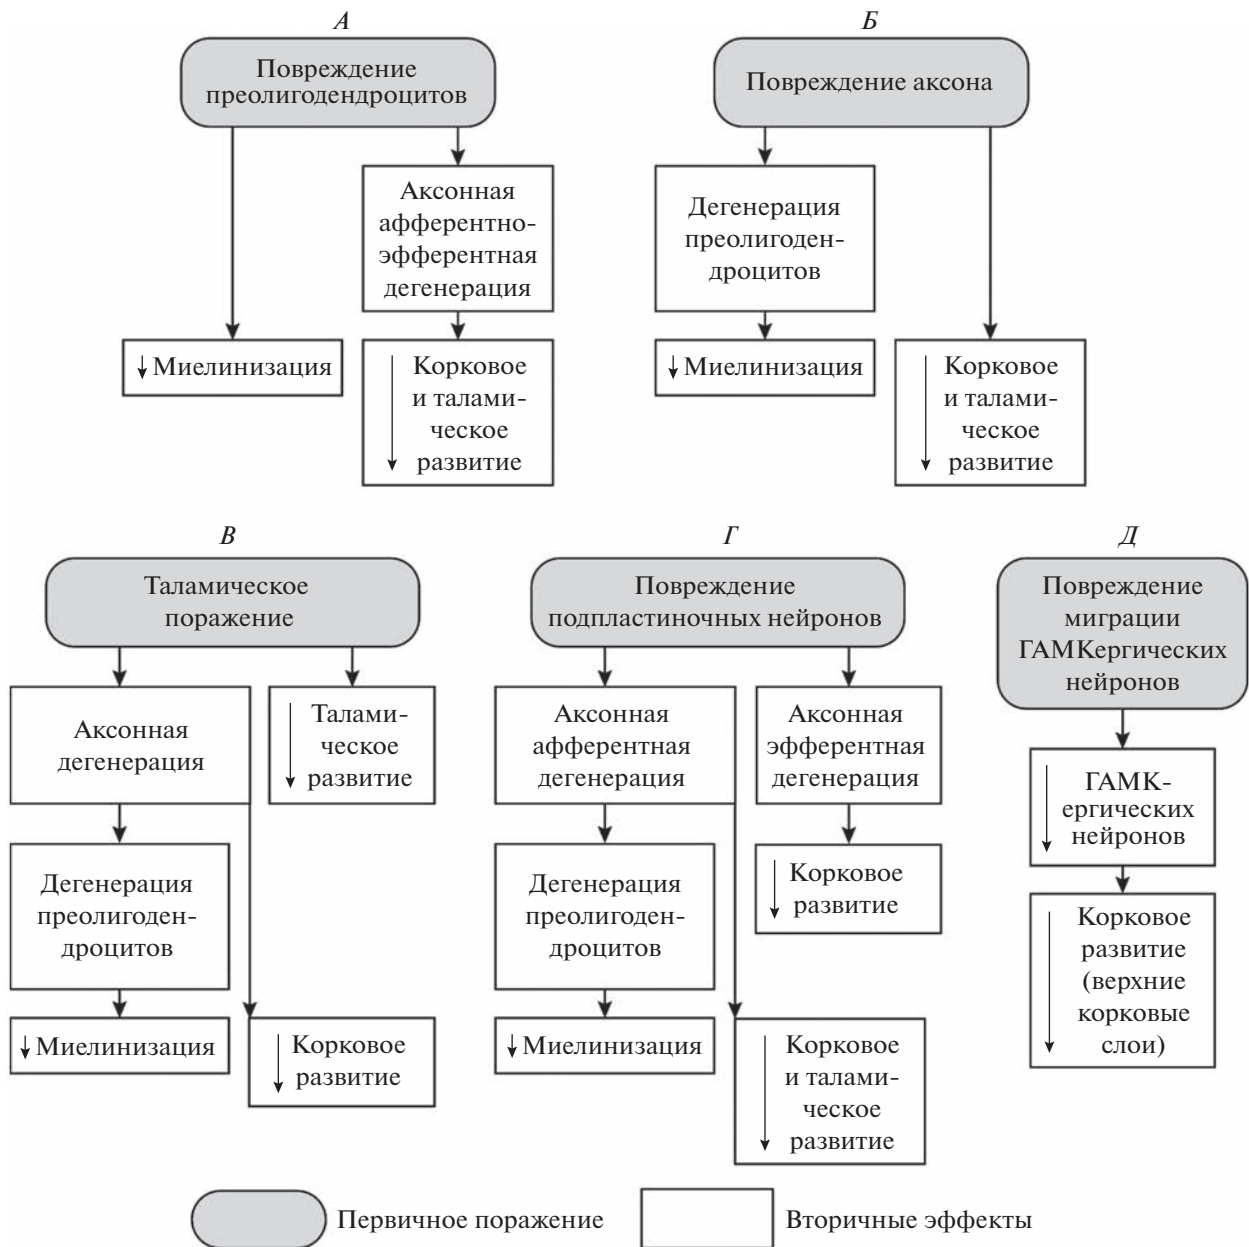 А
Повреждение
преолигодендроцитов
Аксонная
афферентно-
эфферентная
дегенерация
↓ Миелинизация
↓ Корковое
и талами-
ческое
развитие
Б
Повреждение аксона
Дегенерация
преолигоден-
дроцитов
↓ Миелинизация
↓ Корковое
и талами-
ческое
развитие
В
Таламическое
поражение
Аксонная
дегенерация
↓ Талами-
ческое
развитие
Дегенерация
преолигоден-
дроцитов
↓ Миелинизация
↓ Корковое
развитие
Г
Повреждение
подпластиночных нейронов
Аксонная
афферентная
дегенерация
Аксонная
эфферентная
дегенерация
Дегенерация
преолигоден-
дроцитов
↓ Корковое
развитие
↓ Миелинизация
↓ Корковое
и талами-
ческое
развитие
Д
Повреждение
миграции
ГАМКергических
нейронов
↓ ГАМК-
ергических
нейронов
↓ Корковое
развитие
(верхние
корковые
слои)
Первичное поражение
Вторичные эффекты